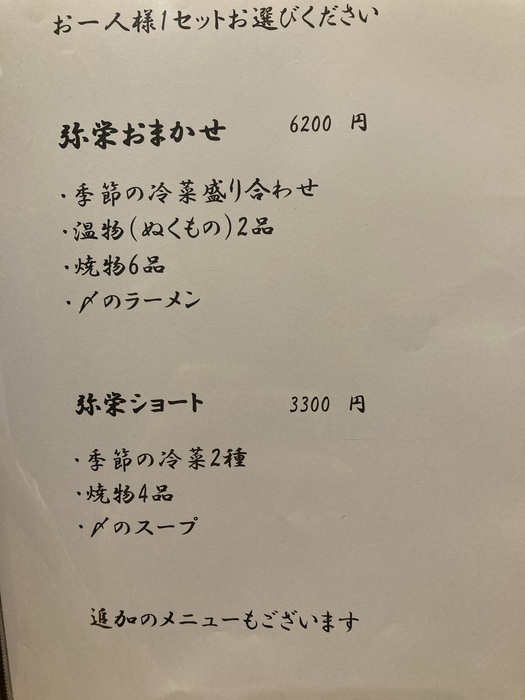 お一人様1セットお選びください
弥栄おまかせ 6200 円
・季節の冷菜盛り合わせ
・温物(ぬくもの)2品
・焼物6品
・〆のラーメン
弥栄ショート 3300 円
・季節の冷菜2種
・焼物4品
・〆のスープ
追加のメニューもございます